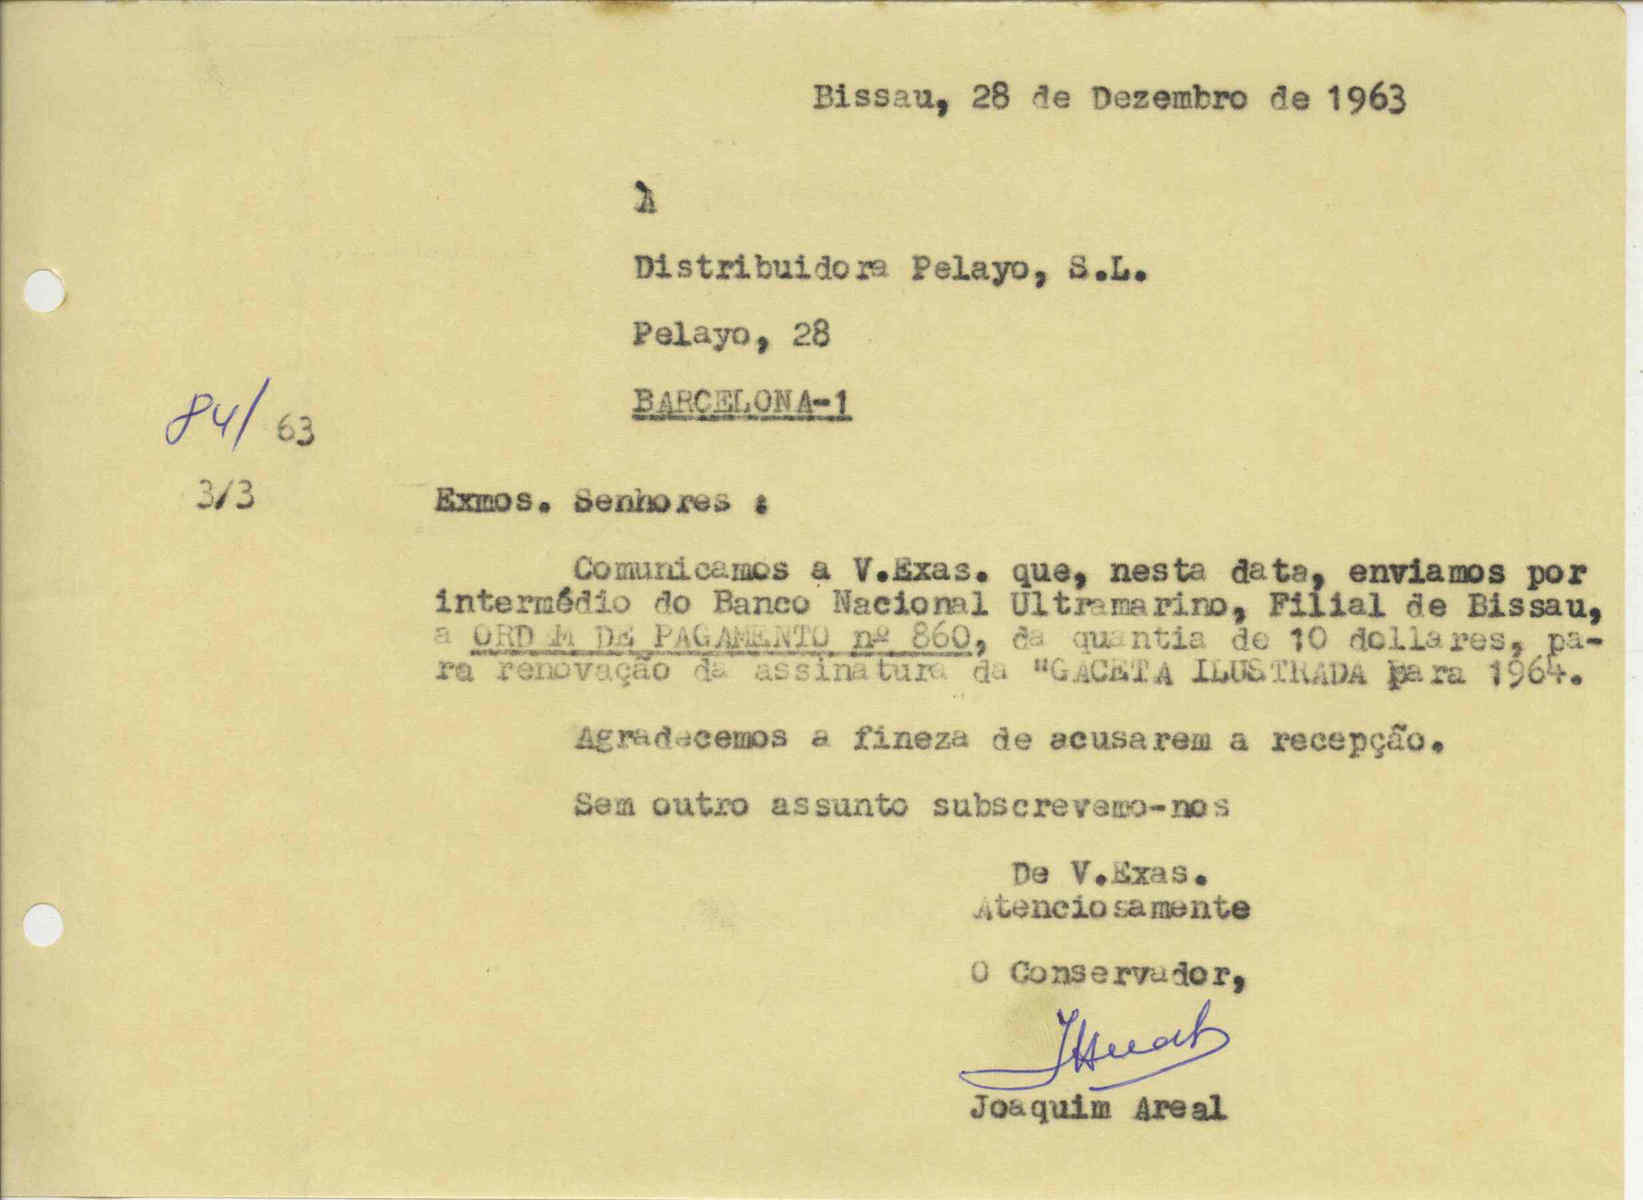 Bissau, 28 de Dezembro de 1963
À
Distribuidora Pelayo, S.L.
Pelayo, 28
BARCELONA-1
84/63
3/3
Exmos. Senhores :
Comunicamos a V.Exas. que, nesta data, enviamos por
intermédio do Banco Nacional Ultramarino, Filial de Bissau,
a ORDEM DE PAGAMENTO nº 860, da quantia de 10 dollares, pa-
ra renovação da assinatura da "GACETA ILUSTRADA para 1964.
Agradecemos a fineza de acusarem a recepção.
Sem outro assunto subscrevemo-nos
De V.Exas.
Atenciosamente
O Conservador,
Joaquim Areal